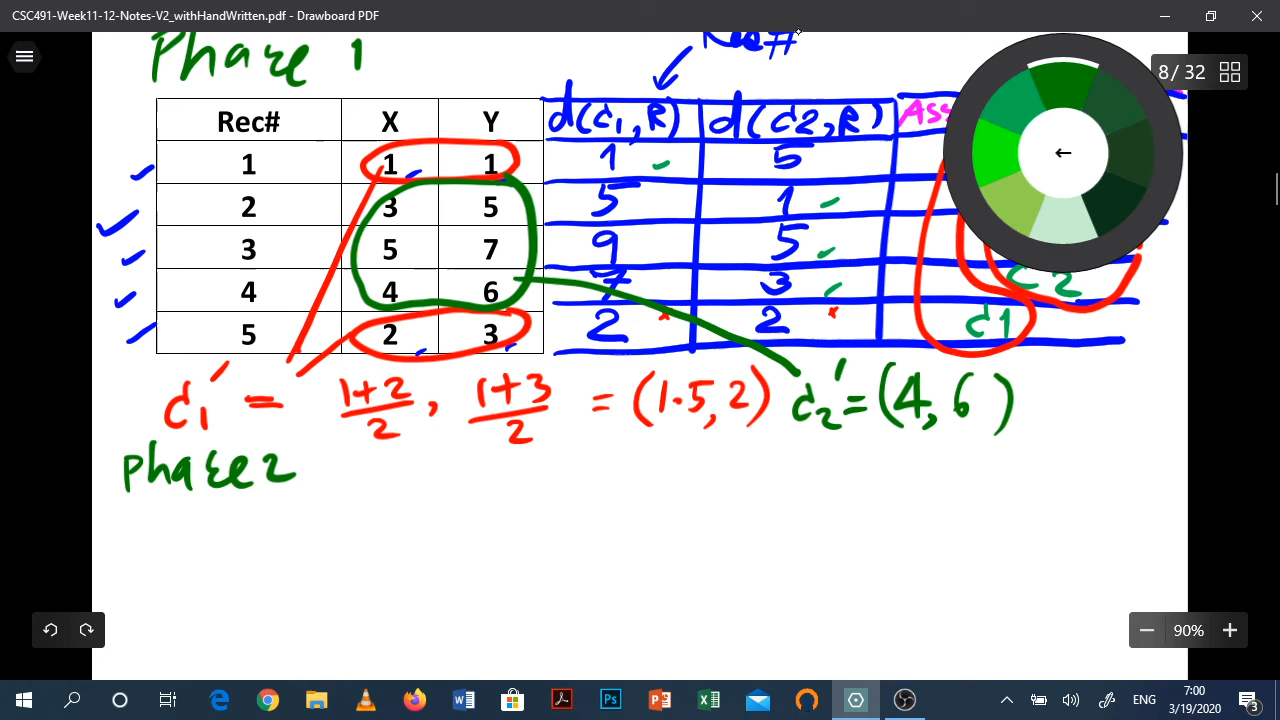 CSC491-Week11-12-Notes-V2_withHandWritten.pdf - Drawboard PDF
Phase 1
Rec#
8 / 32
Rec# X Y d(c1, R) d(c2, R) Ass
1 1 1 1 5
2 3 5 5 1
3 5 7 9 5
4 4 6 7 3 C2
5 2 3 2 2 C1
C1' = 1+2/2, 1+3/2 = (1.5, 2) C2' = (4, 6)
Phase 2
90%
ENG
7:00
3/19/2020
3